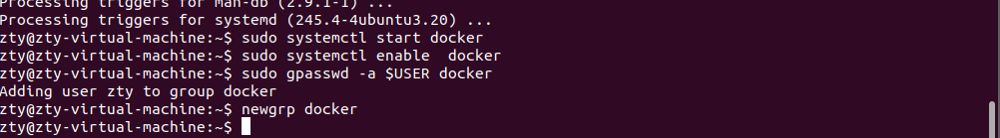 Processing triggers for man-db (2.9.1-1) ...
Processing triggers for systemd (245.4-4ubuntu3.20) ...
zty@zty-virtual-machine:~$ sudo systemctl start docker
zty@zty-virtual-machine:~$ sudo systemctl enable  docker
zty@zty-virtual-machine:~$ sudo gpasswd -a $USER docker
Adding user zty to group docker
zty@zty-virtual-machine:~$ newgrp docker
zty@zty-virtual-machine:~$